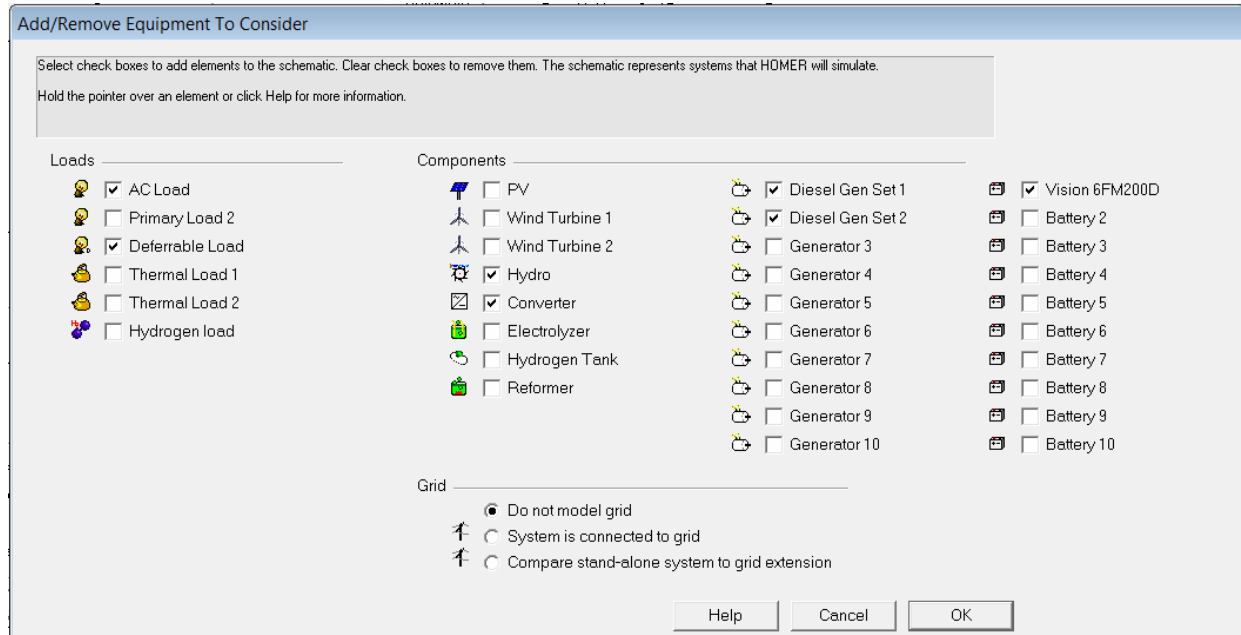 Add/Remove Equipment To Consider
Select check boxes to add elements to the schematic. Clear check boxes to remove them. The schematic represents systems that HOMER will simulate.
Hold the pointer over an element or click Help for more information.
Loads
AC Load
Primary Load 2
Deferrable Load
Thermal Load 1
Thermal Load 2
Hydrogen load
Components
PV
Wind Turbine 1
Wind Turbine 2
Hydro
Converter
Electrolyzer
Hydrogen Tank
Reformer
Diesel Gen Set 1
Diesel Gen Set 2
Generator 3
Generator 4
Generator 5
Generator 6
Generator 7
Generator 8
Generator 9
Generator 10
Vision 6FM200D
Battery 2
Battery 3
Battery 4
Battery 5
Battery 6
Battery 7
Battery 8
Battery 9
Battery 10
Grid
Do not model grid
System is connected to grid
Compare stand-alone system to grid extension
Help
Cancel
OK